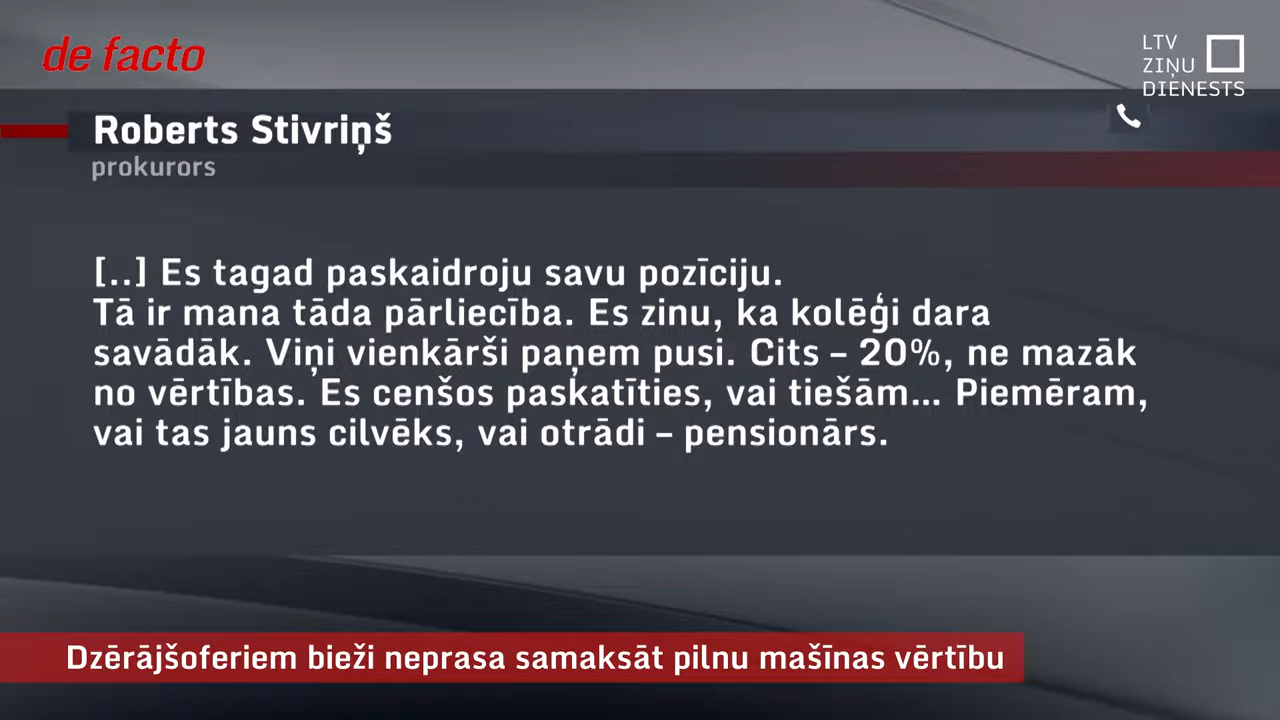 de facto
LTV
ZIŅU
DIENESTS
Roberts Stivriņš
prokurors
[..] Es tagad paskaidroju savu pozīciju.
Tā ir mana tāda pārliecība. Es zinu, ka kolēģi dara
savādāk. Viņi vienkārši paņem pusi. Cits – 20%, ne mazāk
no vērtības. Es cenšos paskatīties, vai tiešām... Piemēram,
vai tas jauns cilvēks, vai otrādi – pensionārs.
Dzērājšoferiem bieži neprasa samaksāt pilnu mašīnas vērtību